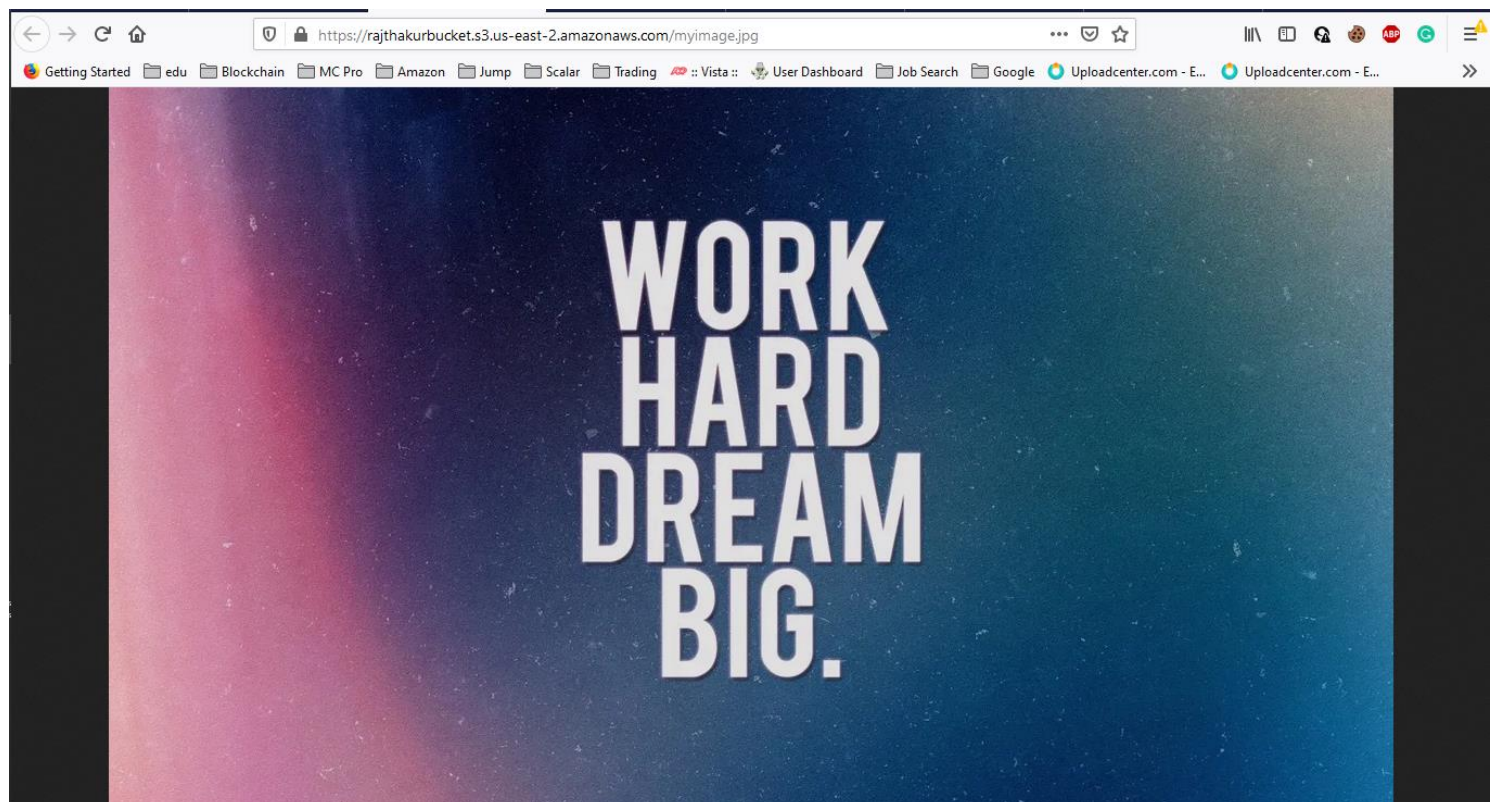 https://rajthakurbucket.s3.us-east-2.amazonaws.com/myimage.jpg
ABP
G
Getting Started edu Blockchain MC Pro Amazon Jump Scalar Trading :: Vista :: User Dashboard Job Search Google Uploadcenter.com - E... Uploadcenter.com - E...
WORK
HARD
DREAM
BIG.